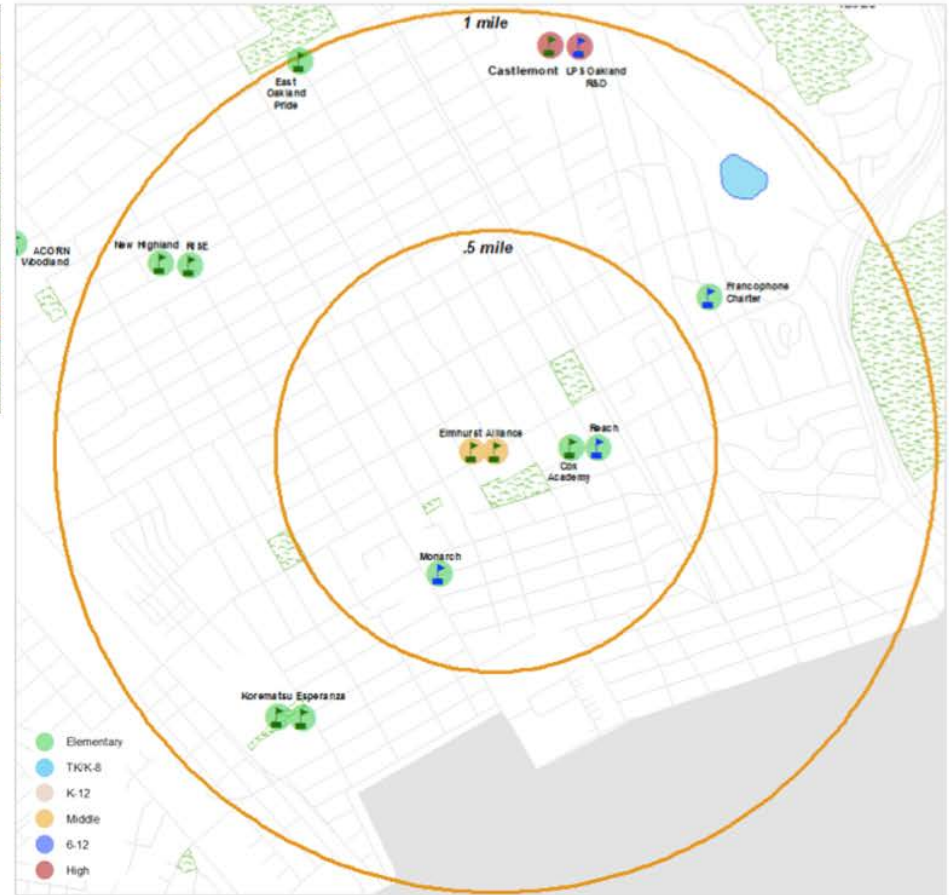 1 mile
Castlemont LPS Oakland
R&D
East
Oakland
Pride
New Highland RISE
ACORN
Woodland
.5 mile
Francophone
Charter
Elmhurst Alliance
Reach
Cox
Academy
Monarch
Korematsu Esperanza
Elementary
TK/K-8
K-12
Middle
6-12
High